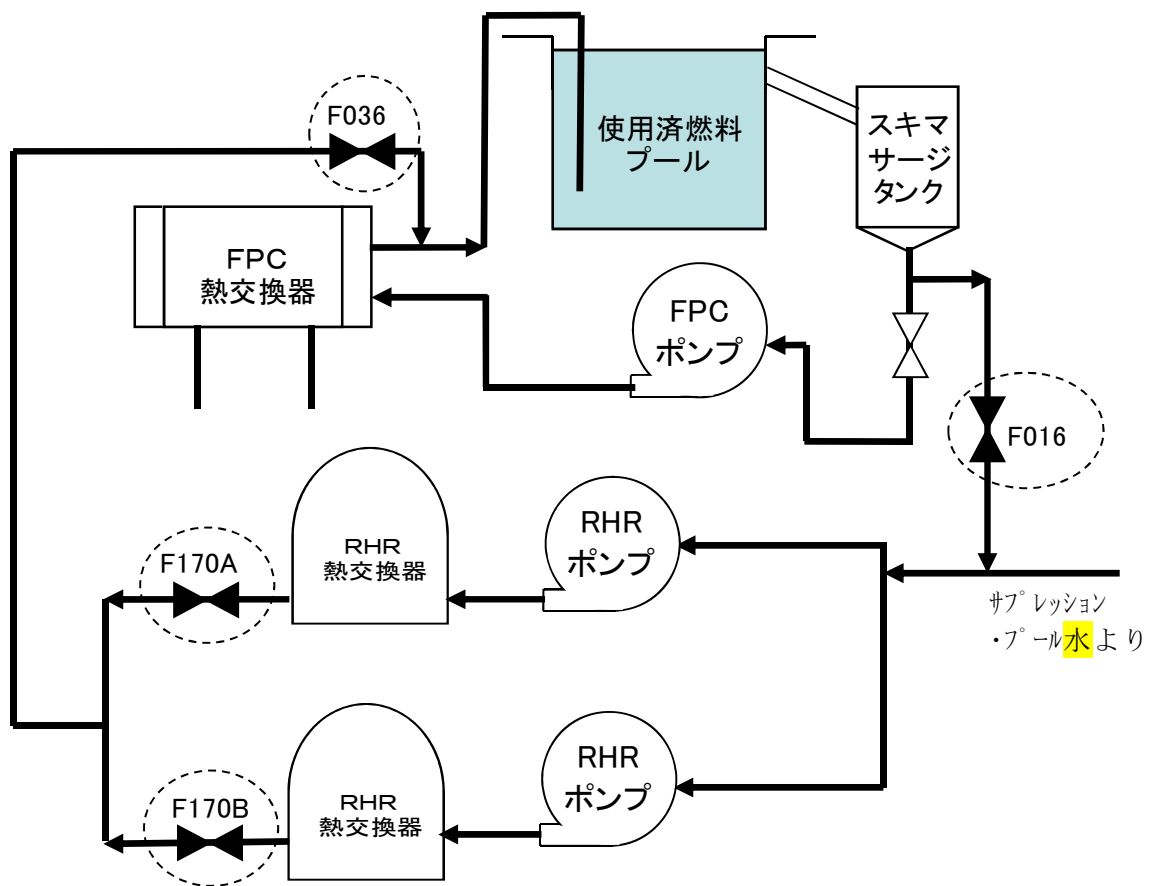 F036
使用済燃料
プール
スキマ
サージ
タンク
FPC
熱交換器
FPC
ポンプ
F016
RHR
熱交換器
RHR
ポンプ
F170A
サプレッション
・プール水より
RHR
熱交換器
RHR
ポンプ
F170B